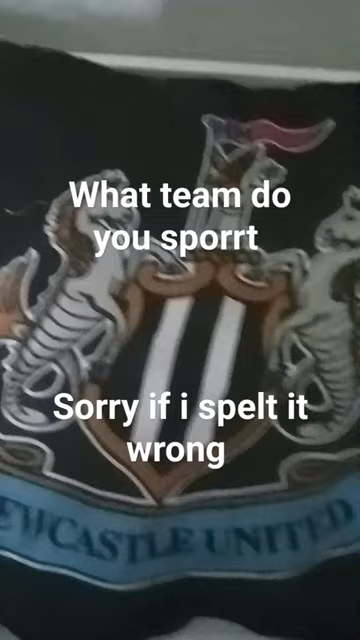 What team do
you sporrt
Sorry if i spelt it
wrong
EWCASTLE UNITED